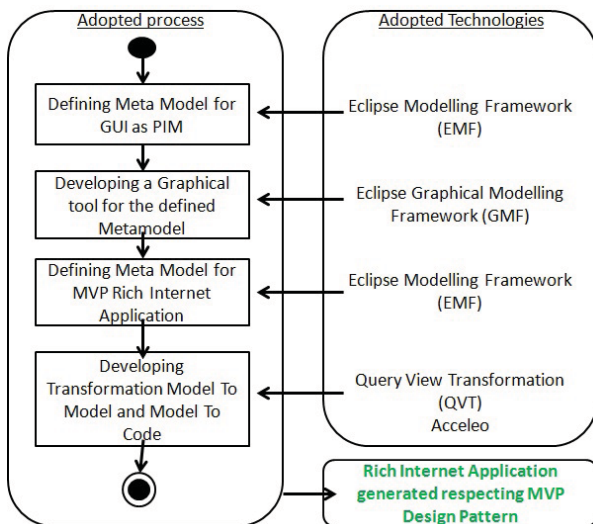 Adopted process
Defining Meta Model for
GUI as PIM
Developing a Graphical
tool for the defined
Metamodel
Defining Meta Model for
MVP Rich Internet
Application
Developing
Transformation Model To
Model and Model To
Code
Adopted Technologies
Eclipse Modelling Framework
(EMF)
Eclipse Graphical Modelling
Framework (GMF)
Eclipse Modelling Framework
(EMF)
Query View Transformation
(QVT)
Acceleo
Rich Internet Application
generated respecting MVP
Design Pattern